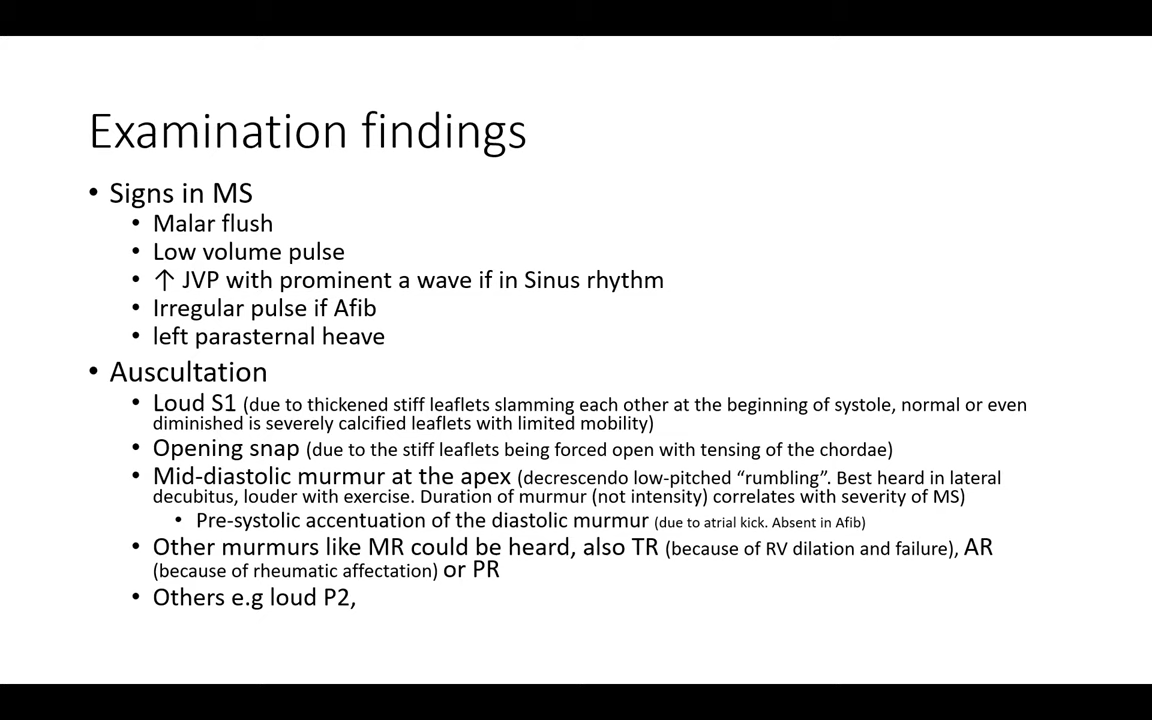 Examination findings
• Signs in MS
• Malar flush
• Low volume pulse
• ↑ JVP with prominent a wave if in Sinus rhythm
• Irregular pulse if Afib
• left parasternal heave
• Auscultation
• Loud S1 (due to thickened stiff leaflets slamming each other at the beginning of systole, normal or even
diminished is severely calcified leaflets with limited mobility)
• Opening snap (due to the stiff leaflets being forced open with tensing of the chordae)
• Mid-diastolic murmur at the apex (decrescendo low-pitched “rumbling”. Best heard in lateral
decubitus, louder with exercise. Duration of murmur (not intensity) correlates with severity of MS)
• Pre-systolic accentuation of the diastolic murmur (due to atrial kick. Absent in Afib)
• Other murmurs like MR could be heard, also TR (because of RV dilation and failure), AR
(because of rheumatic affectation) or PR
• Others e.g loud P2,